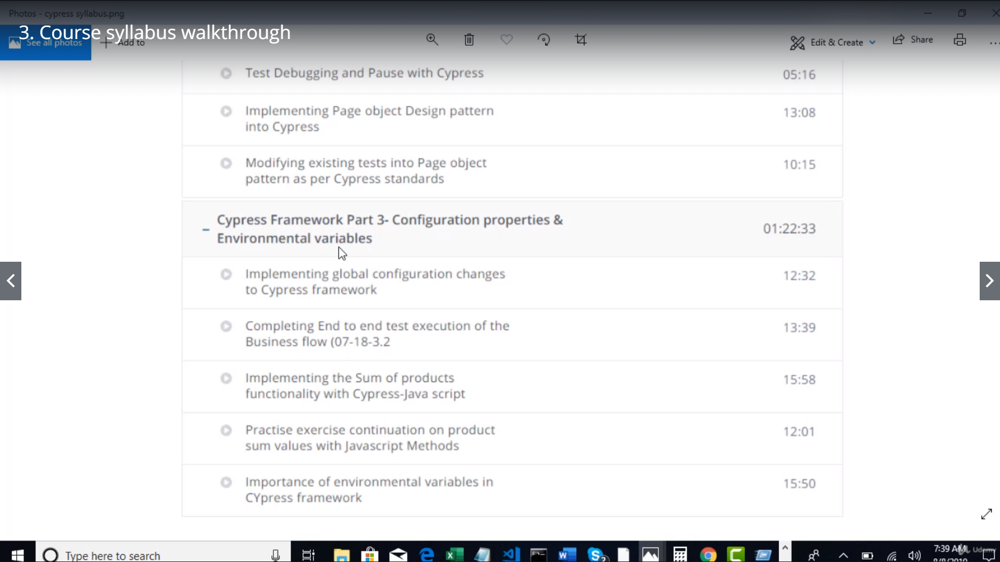 Photos - cypress syllabus.png
3. Course syllabus walkthrough
See all photos
Add to
Edit & Create
Share
Test Debugging and Pause with Cypress
05:16
Implementing Page object Design pattern
into Cypress
13:08
Modifying existing tests into Page object
pattern as per Cypress standards
10:15
Cypress Framework Part 3- Configuration properties &
Environmental variables
01:22:33
Implementing global configuration changes
to Cypress framework
12:32
Completing End to end test execution of the
Business flow (07-18-3.2
13:39
Implementing the Sum of products
functionality with Cypress-Java script
15:58
Practise exercise continuation on product
sum values with Javascript Methods
12:01
Importance of environmental variables in
CYpress framework
15:50
Type here to search
7:39 AM
Udemy